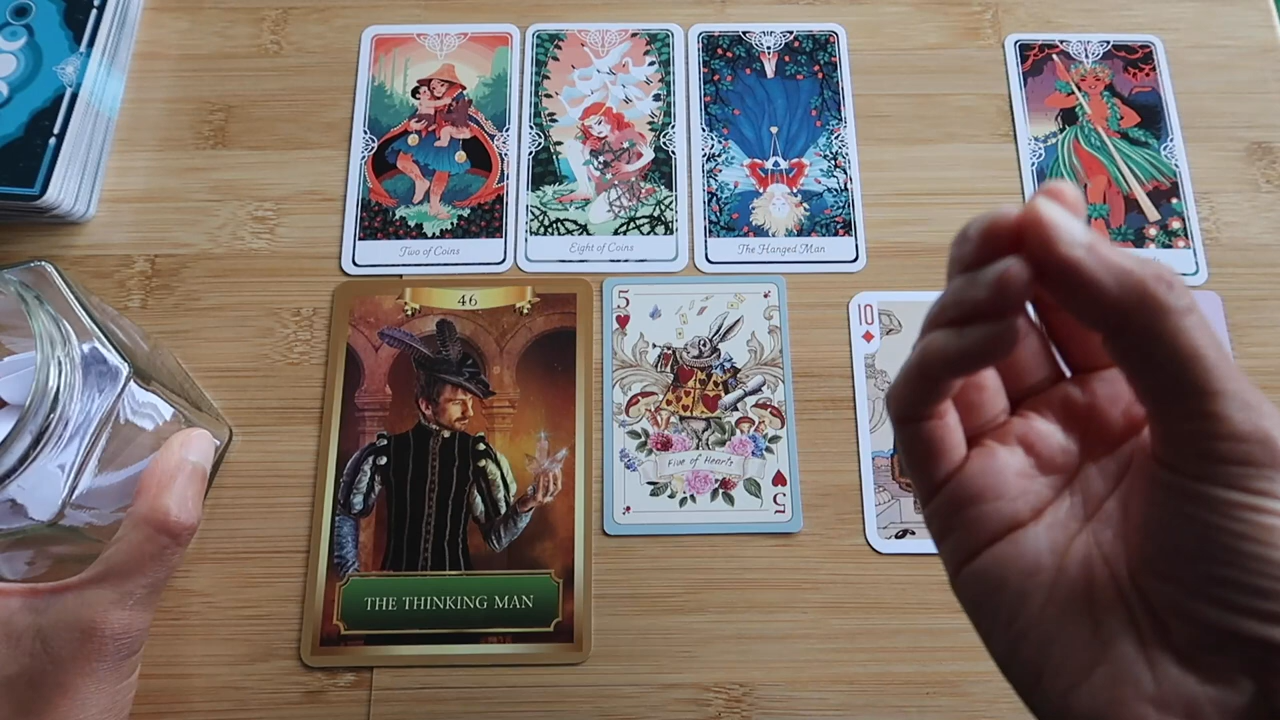 Two of Coins
Eight of Coins
The Hanged Man
46
THE THINKING MAN
5
Five of Hearts
5
10